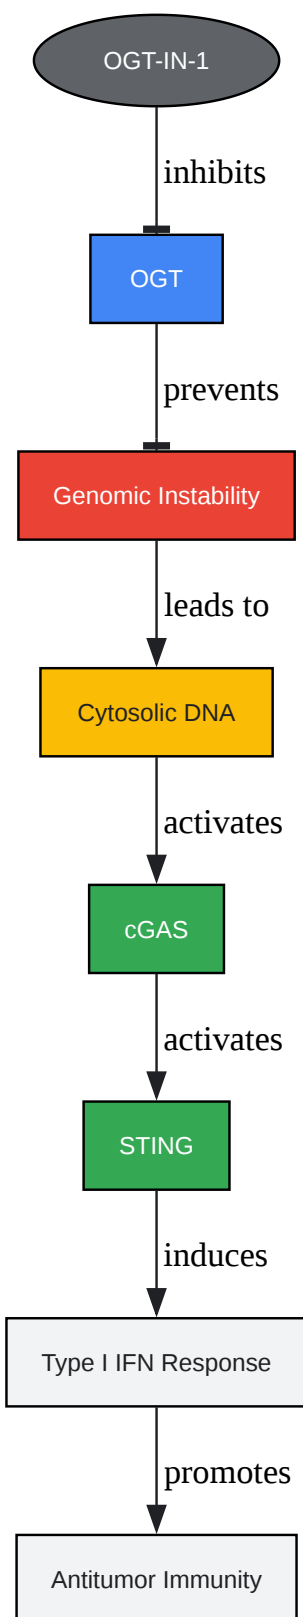 OGT-IN-1
inhibits
OGT
prevents
Genomic Instability
leads to
Cytosolic DNA
activates
cGAS
activates
STING
induces
Type I IFN Response
promotes
Antitumor Immunity